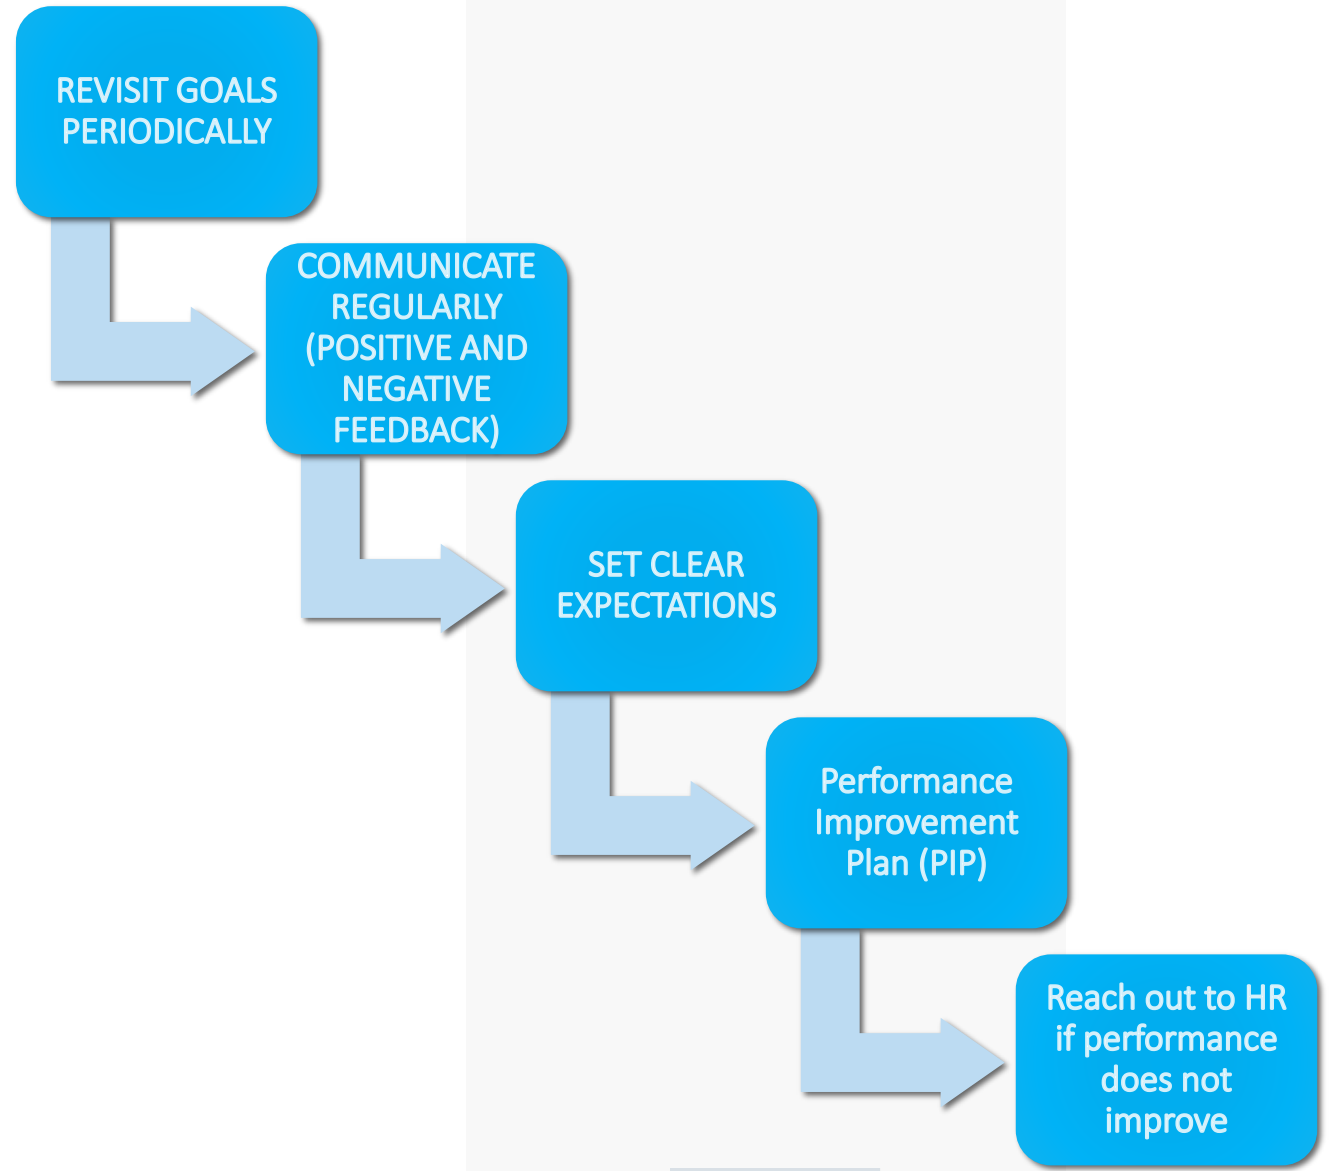 REVISIT GOALS
PERIODICALLY
COMMUNICATE
REGULARLY
(POSITIVE AND
NEGATIVE
FEEDBACK)
SET CLEAR
EXPECTATIONS
Performance
Improvement
Plan (PIP)
Reach out to HR
if performance
does not
improve